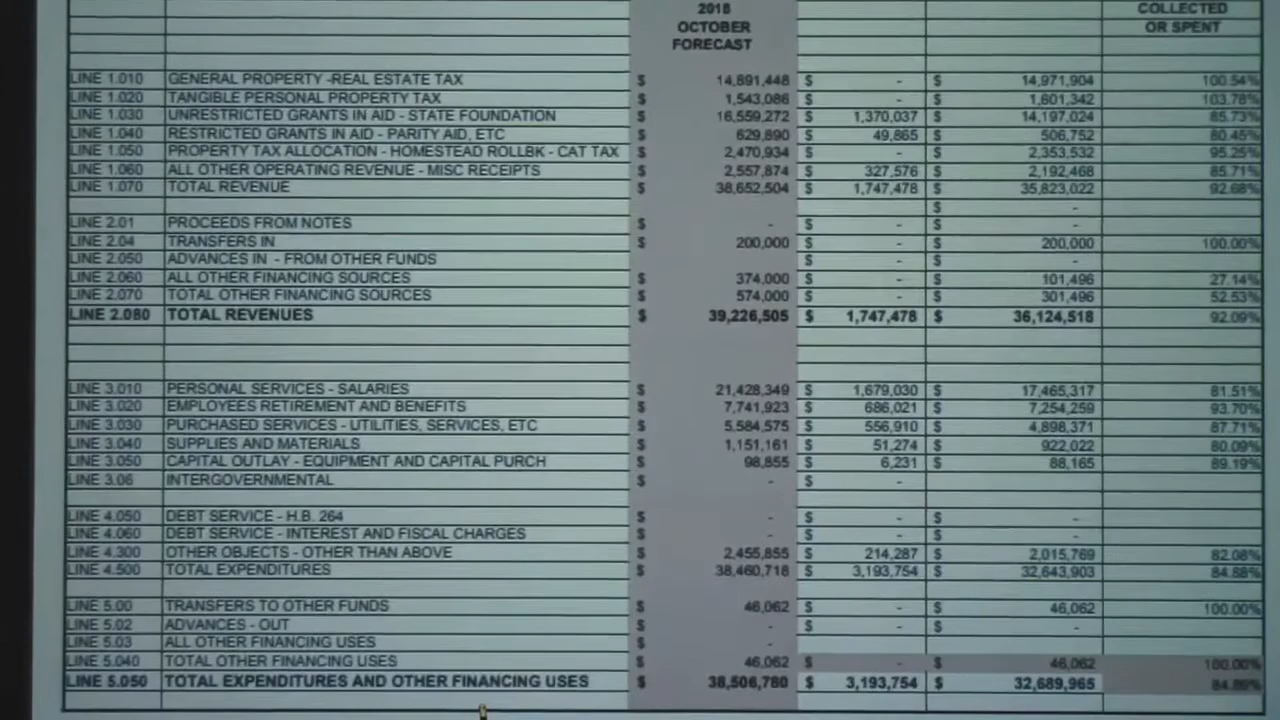 2018 COLLECTED
OCTOBER OR SPENT
FORECAST
LINE 1.010 GENERAL PROPERTY -REAL ESTATE TAX $ 14,891,448 $ - $ 14,971,904 100.54%
LINE 1.020 TANGIBLE PERSONAL PROPERTY TAX $ 1,543,086 $ - $ 1,601,342 103.78%
LINE 1.030 UNRESTRICTED GRANTS IN AID - STATE FOUNDATION $ 16,559,272 $ 1,370,037 $ 14,197,024 85.73%
LINE 1.040 RESTRICTED GRANTS IN AID - PARITY AID, ETC $ 629,890 $ 49,865 $ 506,752 80.45%
LINE 1.050 PROPERTY TAX ALLOCATION - HOMESTEAD ROLLBK - CAT TAX $ 2,470,934 $ - $ 2,353,532 95.25%
LINE 1.060 ALL OTHER OPERATING REVENUE - MISC RECEIPTS $ 2,557,874 $ 327,576 $ 2,192,468 85.71%
LINE 1.070 TOTAL REVENUE $ 38,652,504 $ 1,747,478 $ 35,823,022 92.68%
$ -
LINE 2.01 PROCEEDS FROM NOTES $ - $ - $ -
LINE 2.04 TRANSFERS IN $ 200,000 $ - $ 200,000 100.00%
LINE 2.050 ADVANCES IN - FROM OTHER FUNDS $ - $ -
LINE 2.060 ALL OTHER FINANCING SOURCES $ 374,000 $ - $ 101,496 27.14%
LINE 2.070 TOTAL OTHER FINANCING SOURCES $ 574,000 $ - $ 301,496 52.53%
LINE 2.080 TOTAL REVENUES $ 39,226,505 $ 1,747,478 $ 36,124,518 92.09%
LINE 3.010 PERSONAL SERVICES - SALARIES $ 21,428,349 $ 1,679,030 $ 17,465,317 81.51%
LINE 3.020 EMPLOYEES RETIREMENT AND BENEFITS $ 7,741,923 $ 686,021 $ 7,254,259 93.70%
LINE 3.030 PURCHASED SERVICES - UTILITIES, SERVICES, ETC $ 5,584,575 $ 556,910 $ 4,898,371 87.71%
LINE 3.040 SUPPLIES AND MATERIALS $ 1,151,161 $ 51,274 $ 922,022 80.09%
LINE 3.050 CAPITAL OUTLAY - EQUIPMENT AND CAPITAL PURCH $ 98,855 $ 6,231 $ 88,165 89.19%
LINE 3.06 INTERGOVERNMENTAL $ - $ -
LINE 4.050 DEBT SERVICE - H.B. 264 $ - $ - $ -
LINE 4.060 DEBT SERVICE - INTEREST AND FISCAL CHARGES $ - $ - $ -
LINE 4.300 OTHER OBJECTS - OTHER THAN ABOVE $ 2,455,855 $ 214,287 $ 2,015,769 82.08%
LINE 4.500 TOTAL EXPENDITURES $ 38,460,718 $ 3,193,754 $ 32,643,903 84.88%
LINE 5.00 TRANSFERS TO OTHER FUNDS $ 46,062 $ - $ 46,062 100.00%
LINE 5.02 ADVANCES - OUT $ - $ - $ -
LINE 5.03 ALL OTHER FINANCING USES $ -
LINE 5.040 TOTAL OTHER FINANCING USES $ 46,062 $ - $ 46,062 100.00%
LINE 5.050 TOTAL EXPENDITURES AND OTHER FINANCING USES $ 38,506,780 $ 3,193,754 $ 32,689,965 84.89%